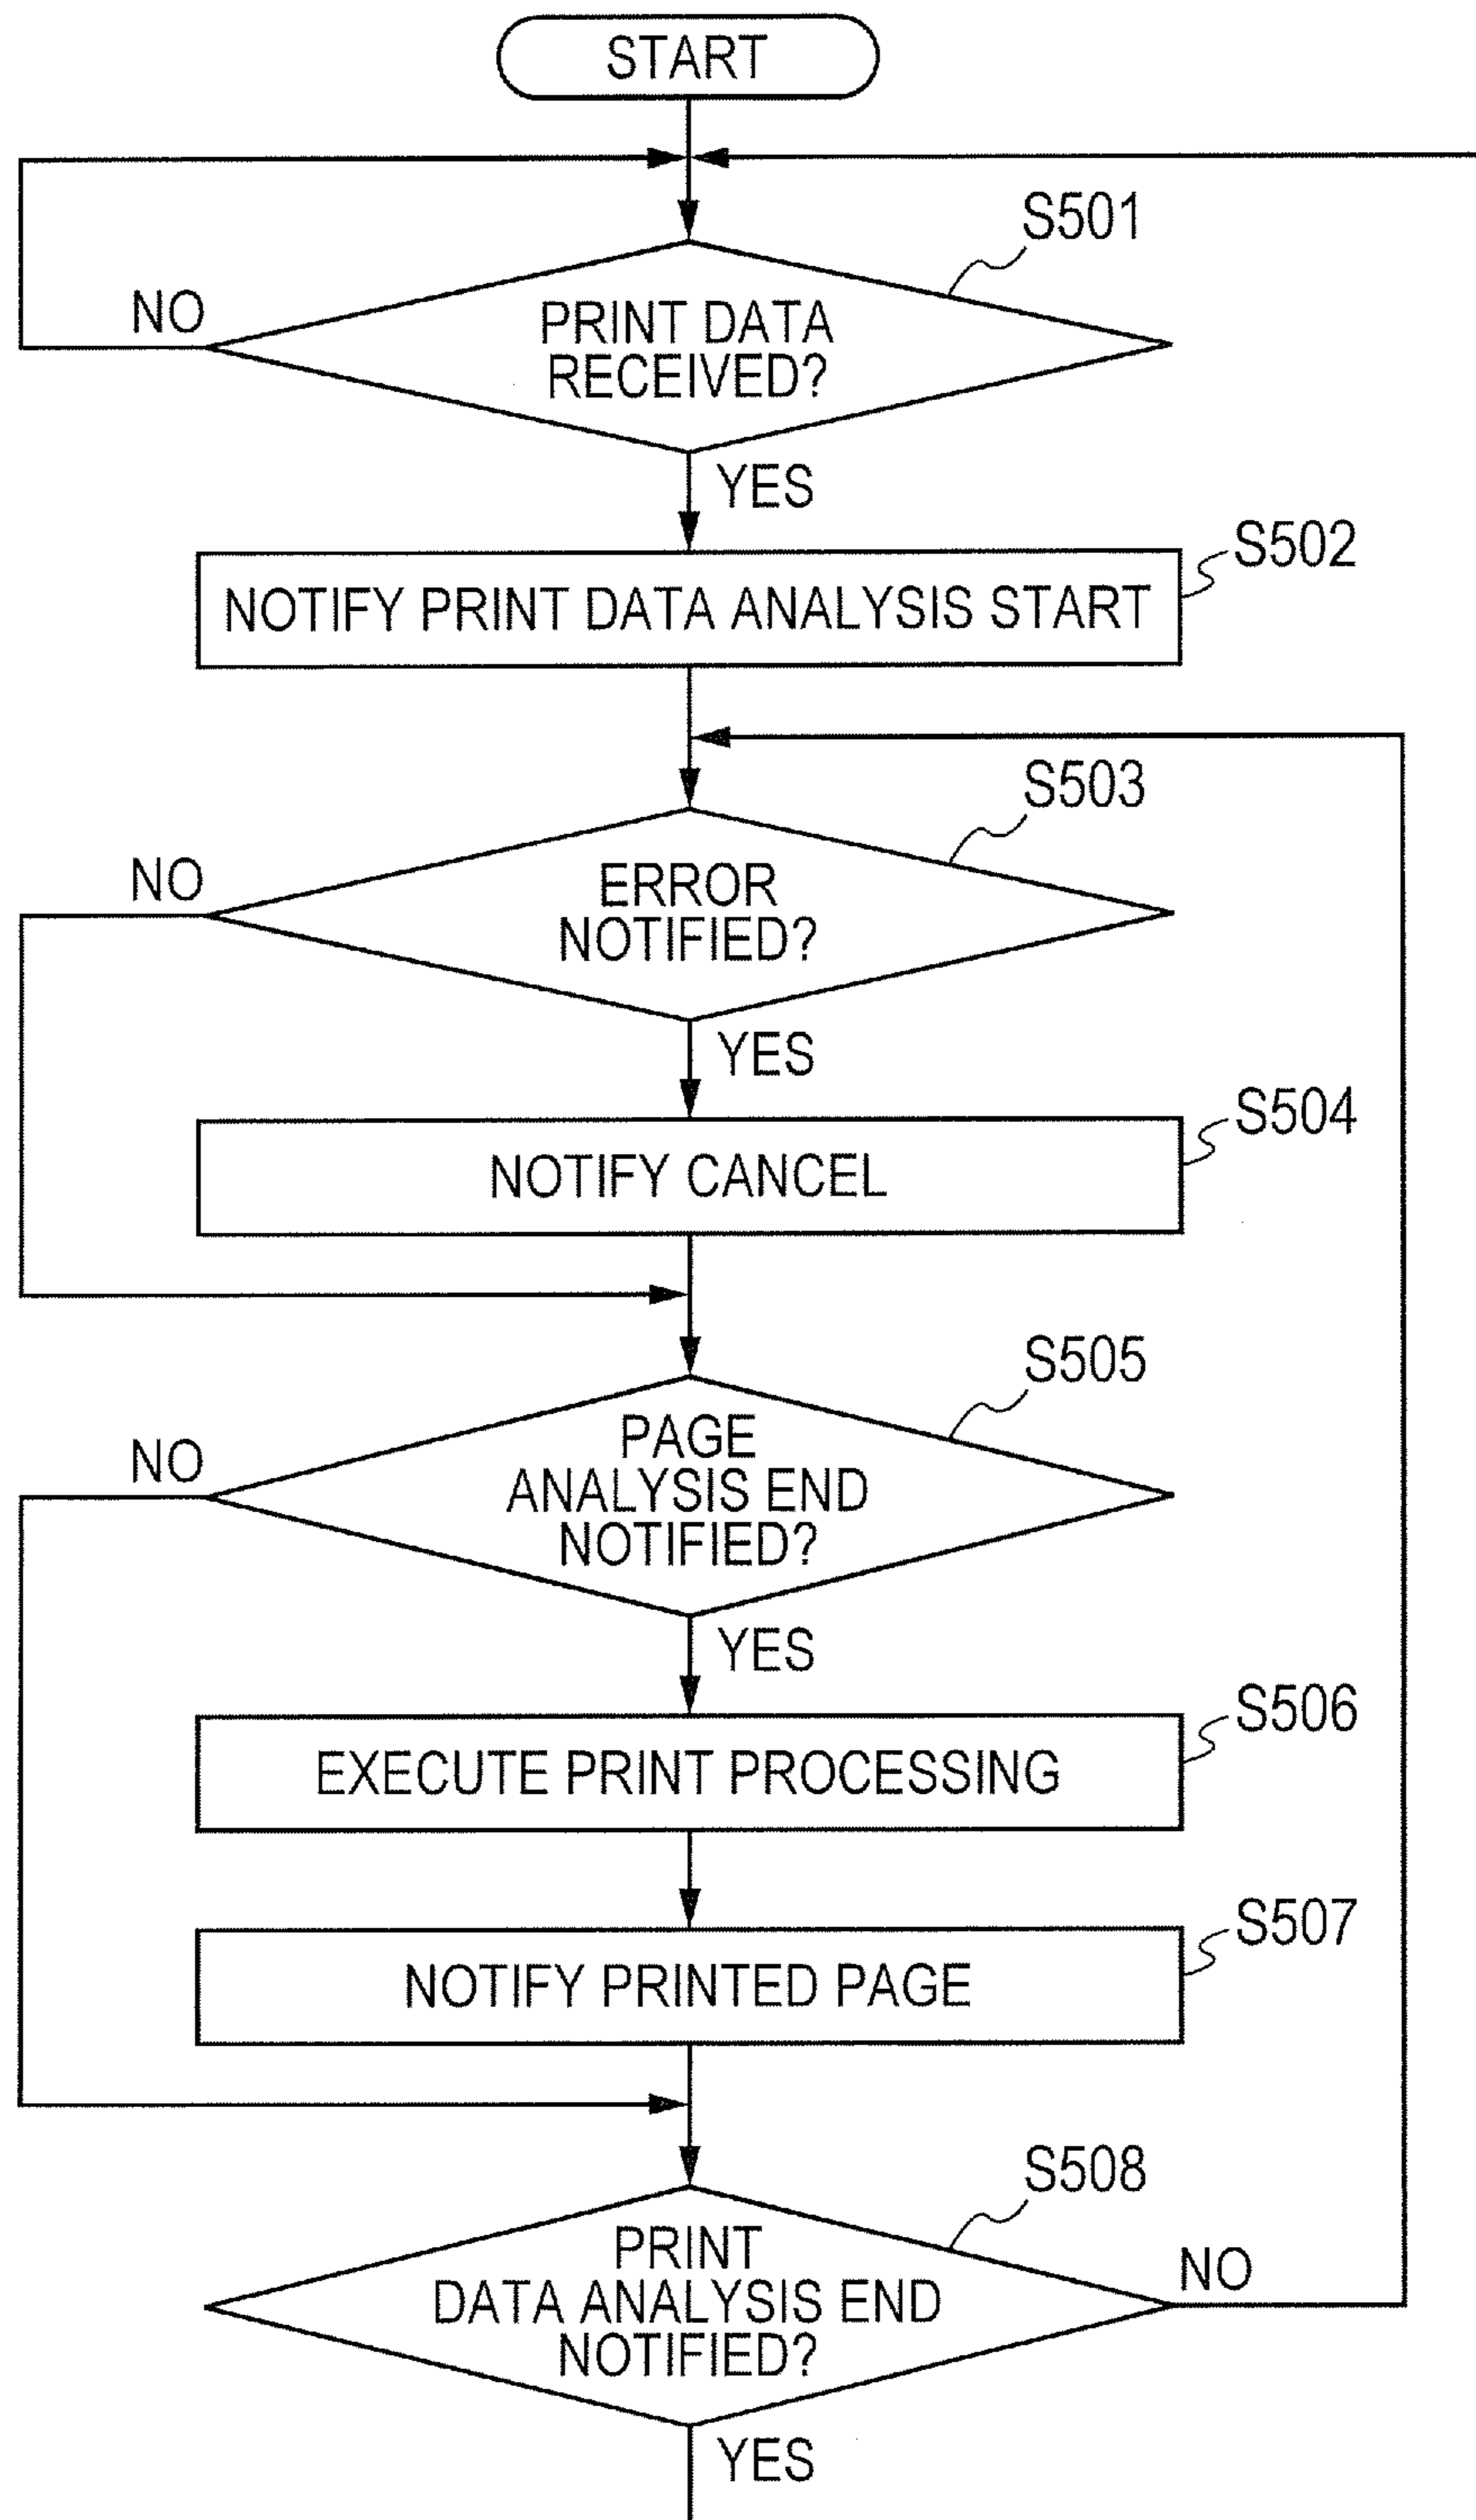 START
S501
NO
PRINT DATA
RECEIVED?
YES
S502
NOTIFY PRINT DATA ANALYSIS START
S503
NO
ERROR
NOTIFIED?
YES
S504
NOTIFY CANCEL
S505
NO
PAGE
ANALYSIS END
NOTIFIED?
YES
S506
EXECUTE PRINT PROCESSING
S507
NOTIFY PRINTED PAGE
S508
PRINT
DATA ANALYSIS END
NOTIFIED?
NO
YES